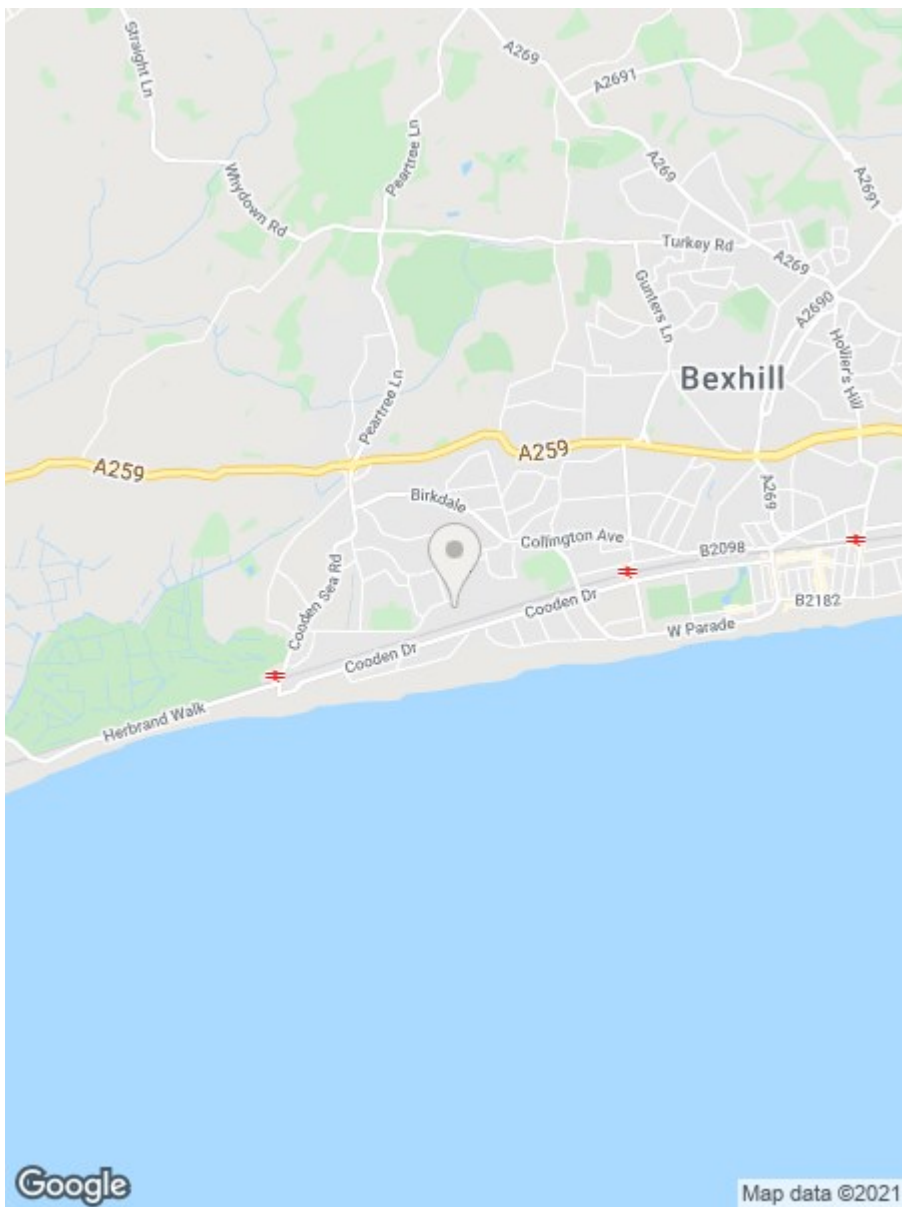 Straight Ln
A269
A2691
Peartree Ln
A269
A2691
Whydown Rd
Turkey Rd
A269
Gunters Ln
A2690
Hollier's Hill
Bexhill
Peartree Ln
A259
A259
A269
Birkdale
Collington Ave
B2098
Cooden Sea Rd
Cooden Dr
B2182
W Parade
Cooden Dr
Herbrand Walk
Google
Map data ©2021